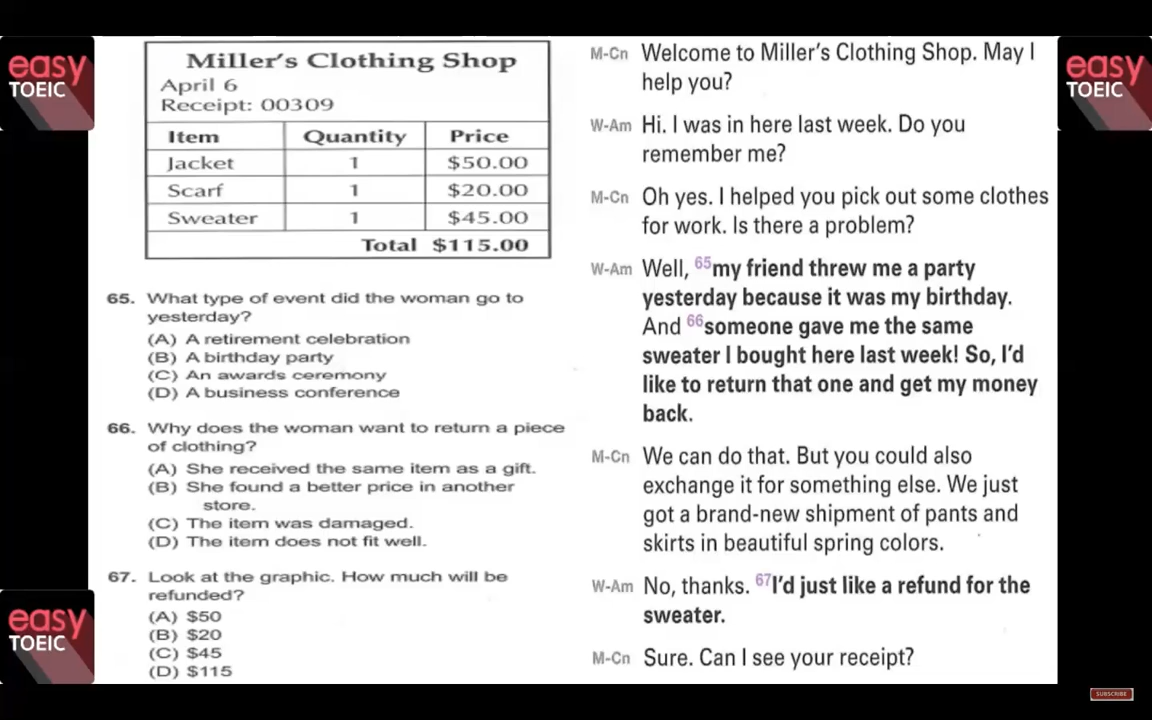 easy
TOEIC
easy
TOEIC
Miller's Clothing Shop
April 6
Receipt: 00309
Item Quantity Price
Jacket 1 $50.00
Scarf 1 $20.00
Sweater 1 $45.00
Total $115.00
65. What type of event did the woman go to
yesterday?
(A) A retirement celebration
(B) A birthday party
(C) An awards ceremony
(D) A business conference
66. Why does the woman want to return a piece
of clothing?
(A) She received the same item as a gift.
(B) She found a better price in another
store.
(C) The item was damaged.
(D) The item does not fit well.
67. Look at the graphic. How much will be
refunded?
(A) $50
(B) $20
(C) $45
(D) $115
M-Cn Welcome to Miller's Clothing Shop. May I
help you?
W-Am Hi. I was in here last week. Do you
remember me?
M-Cn Oh yes. I helped you pick out some clothes
for work. Is there a problem?
W-Am Well, 65my friend threw me a party
yesterday because it was my birthday.
And 66someone gave me the same
sweater I bought here last week! So, I'd
like to return that one and get my money
back.
M-Cn We can do that. But you could also
exchange it for something else. We just
got a brand-new shipment of pants and
skirts in beautiful spring colors.
W-Am No, thanks. 67I'd just like a refund for the
sweater.
M-Cn Sure. Can I see your receipt?
easy
TOEIC
SUBSCRIBE